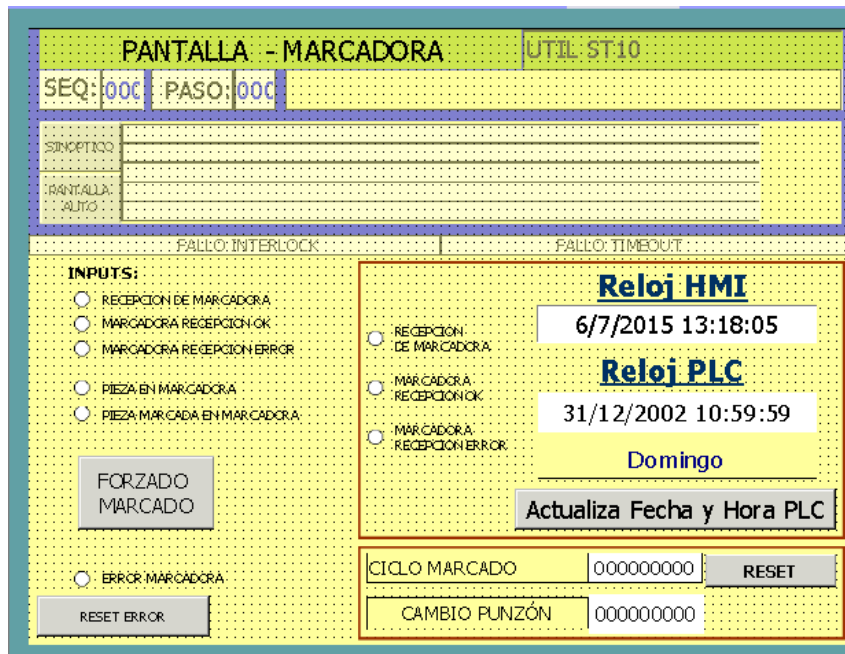 PANTALLA - MARCADORA
UTIL ST10
SEQ: 000 PASO: 000
SINOPTICO
PANTALLA
AUTO
FALLO INTERLOCK
FALLO TIMEOUT
INPUTS:
RECEPCION DE MARCADORA
MARCADORA RECEPCION OK
MARCADORA RECEPCION ERROR
PIEZA EN MARCADORA
PIEZA MARCADA EN MARCADORA
FORZADO
MARCADO
ERROR MARCADORA
RESET ERROR
RECEPCIÓN
DE MARCADORA
MARCADORA
RECEPCION OK
MARCADORA
RECEPCION ERROR
Reloj HMI
6/7/2015 13:18:05
Reloj PLC
31/12/2002 10:59:59
Domingo
Actualiza Fecha y Hora PLC
CICLO MARCADO 000000000 RESET
CAMBIO PUNZÓN 000000000